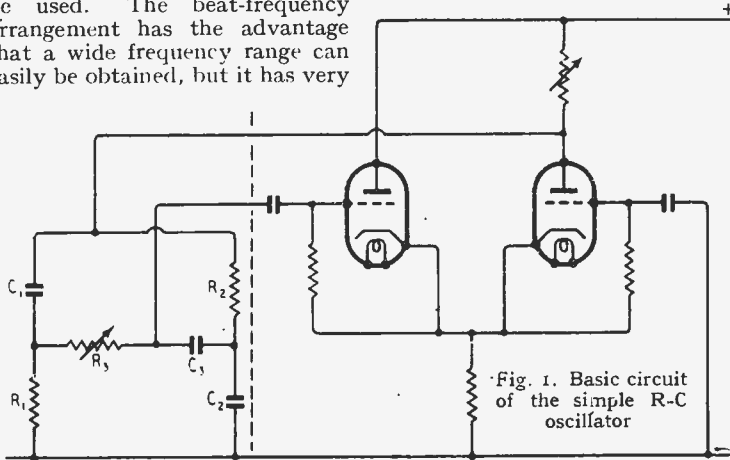 used. The beat-frequency
rrangement has the advantage
hat a wide frequency range can
asily be obtained, but it has very
+
C₁
R₂
R₃
C₃
R₁
C₂
Fig. 1. Basic circuit
of the simple R-C
oscillator